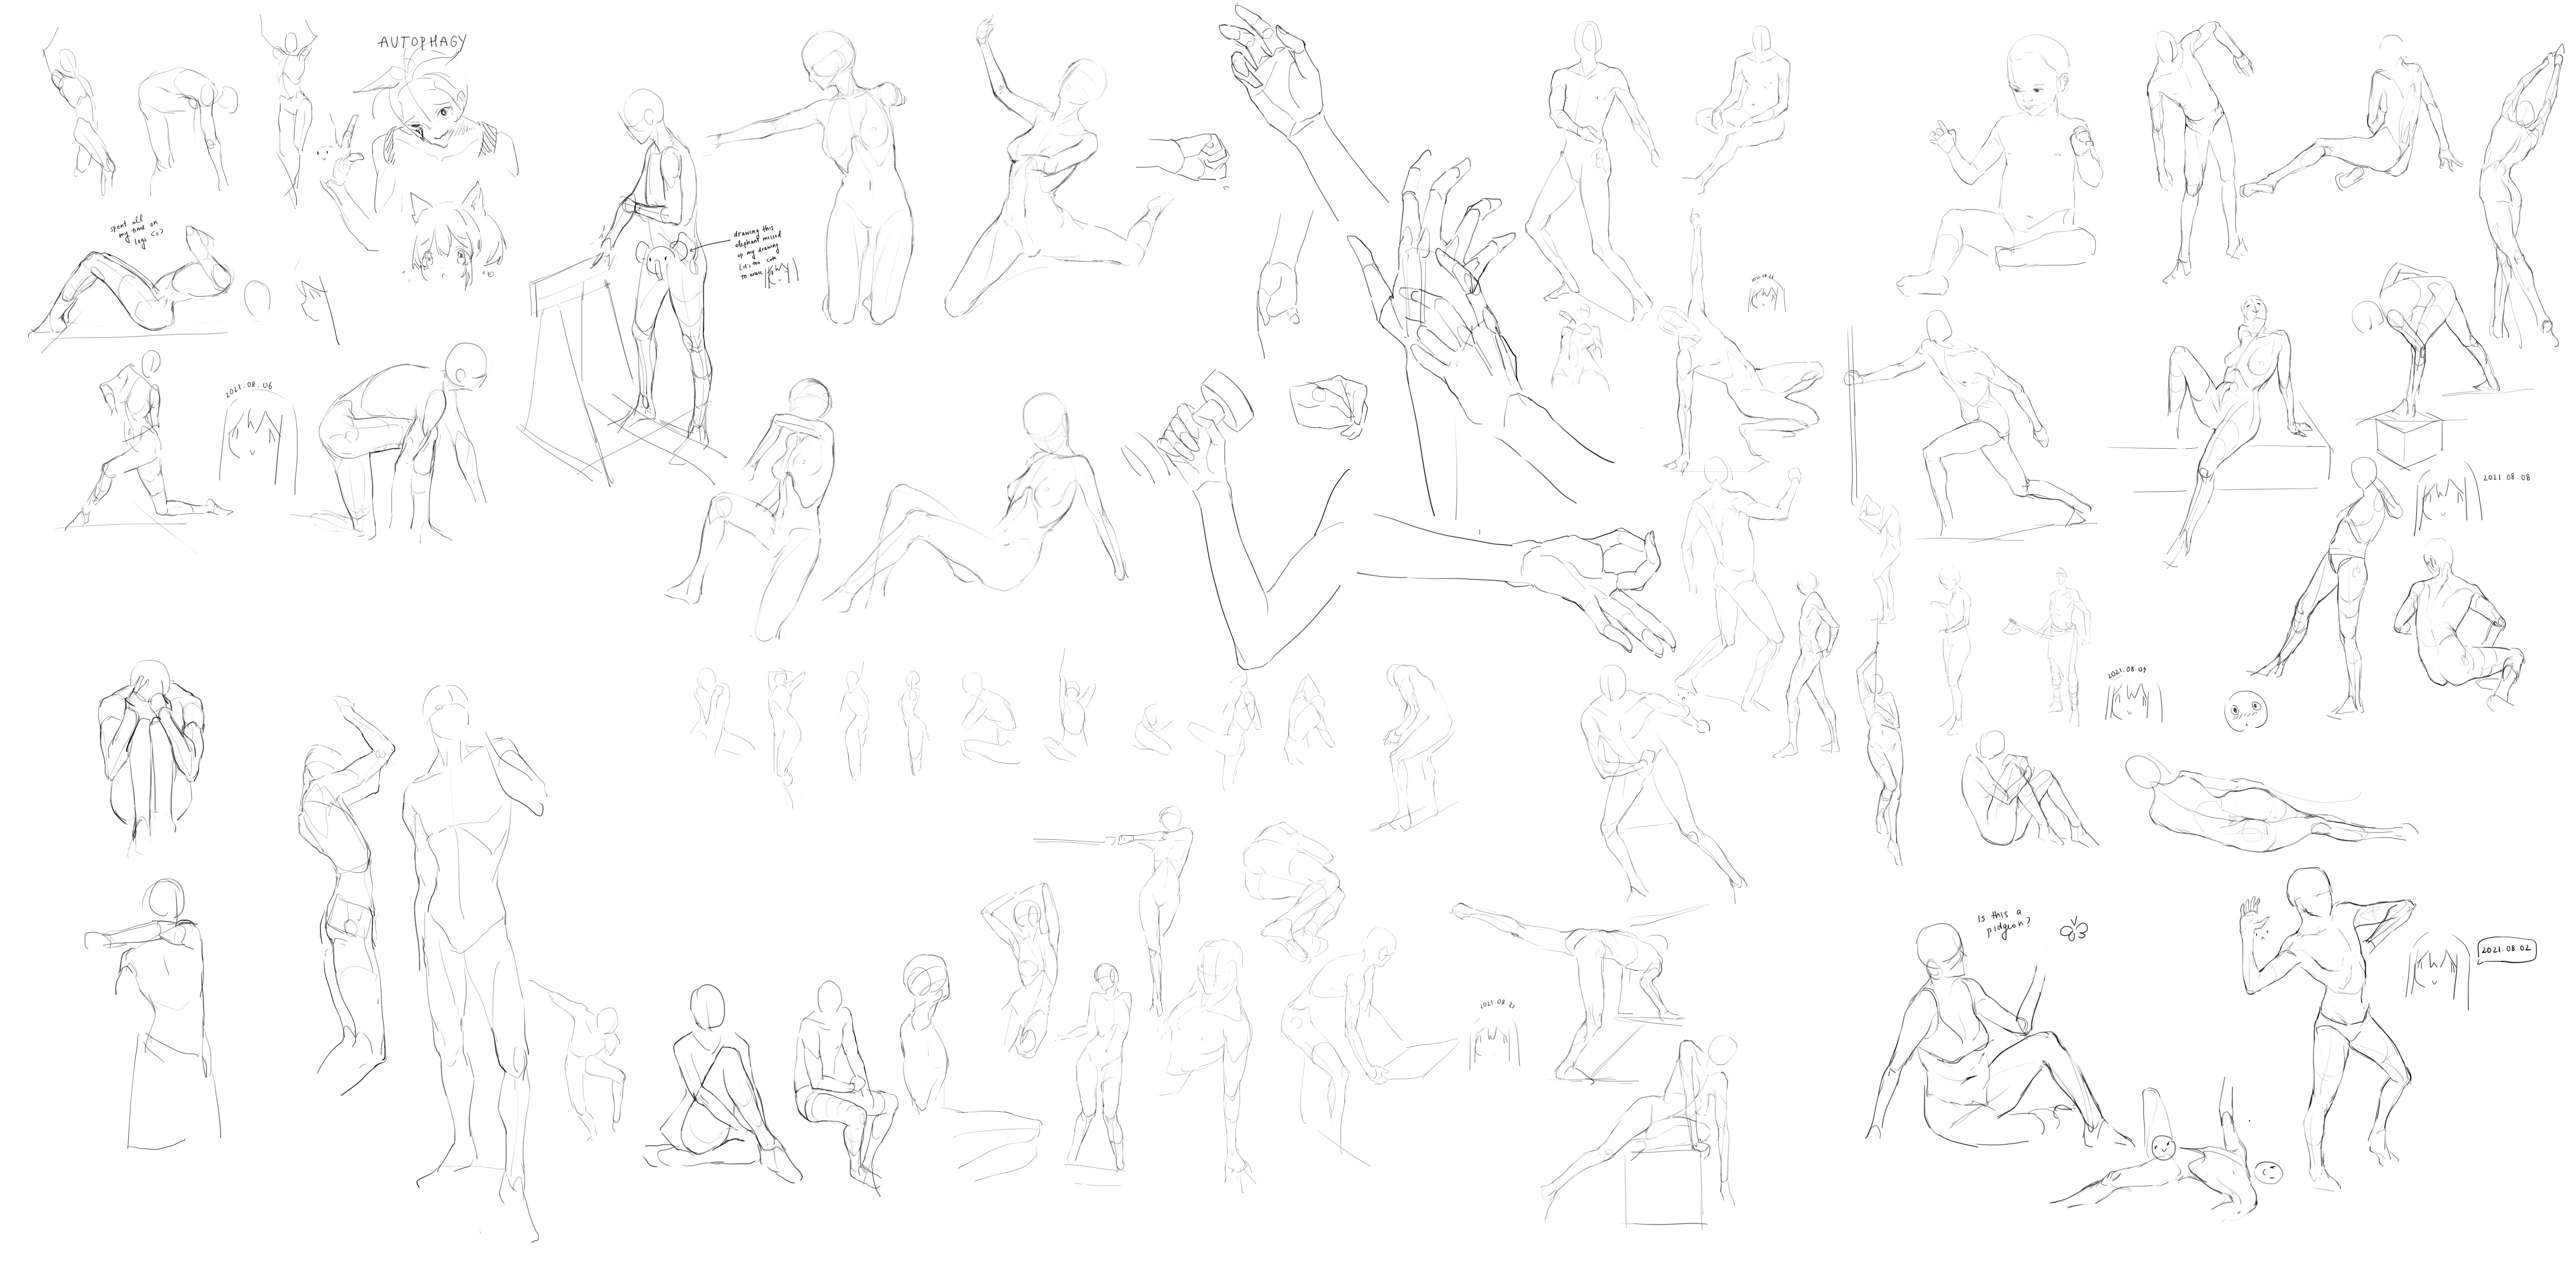 AUTOPHAGY
spent all
my time on
legs <o>
drawing this
elephant missed
up my drawing
to erase
2021.08.06
2021.08.08
2021.08.09
2021.08.21
Is this a
pidgeon?
2021.08.02